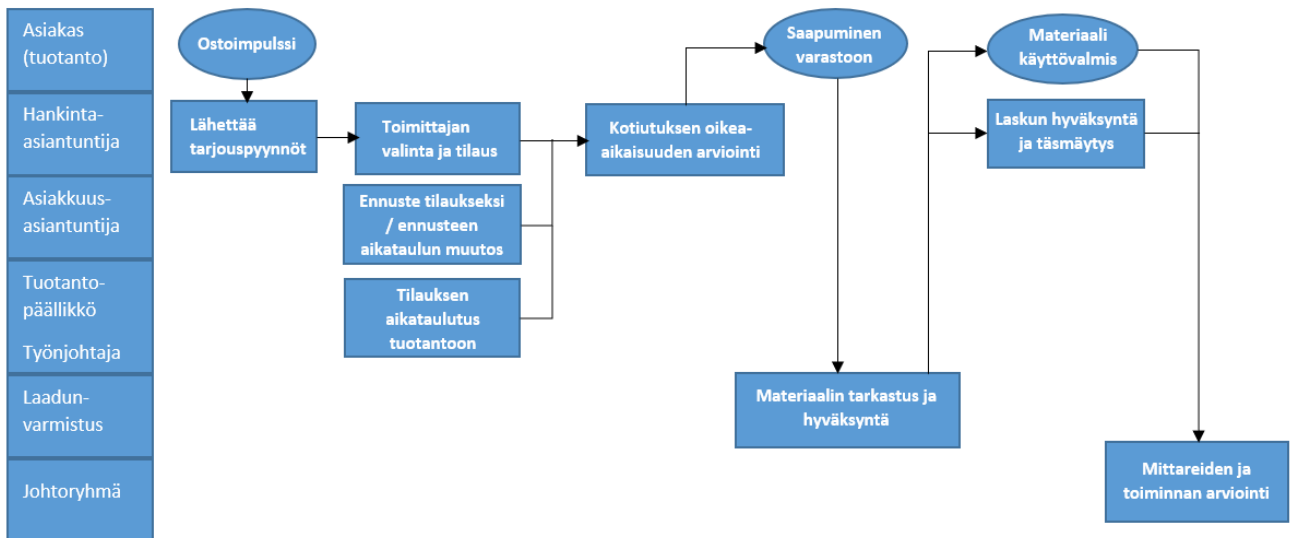 Asiakas
(tuotanto)
Hankinta-
asiantuntija
Asiakkuus-
asiantuntija
Tuotanto-
päällikkö
Työnjohtaja
Laadun-
varmistus
Johtoryhmä
Ostoimpulssi
Lähettää
tarjouspyynnöt
Toimittajan
valinta ja tilaus
Ennuste tilaukseksi
/ ennusteen
aikataulun muutos
Tilauksen
aikataulutus
tuotantoon
Kotiutuksen oikea-
aikaisuuden arviointi
Saapuminen
varastoon
Materiaalin tarkastus ja
hyväksyntä
Materiaali
käyttövalmis
Laskun hyväksyntä
ja täsmäytys
Mittareiden ja
toiminnan arviointi